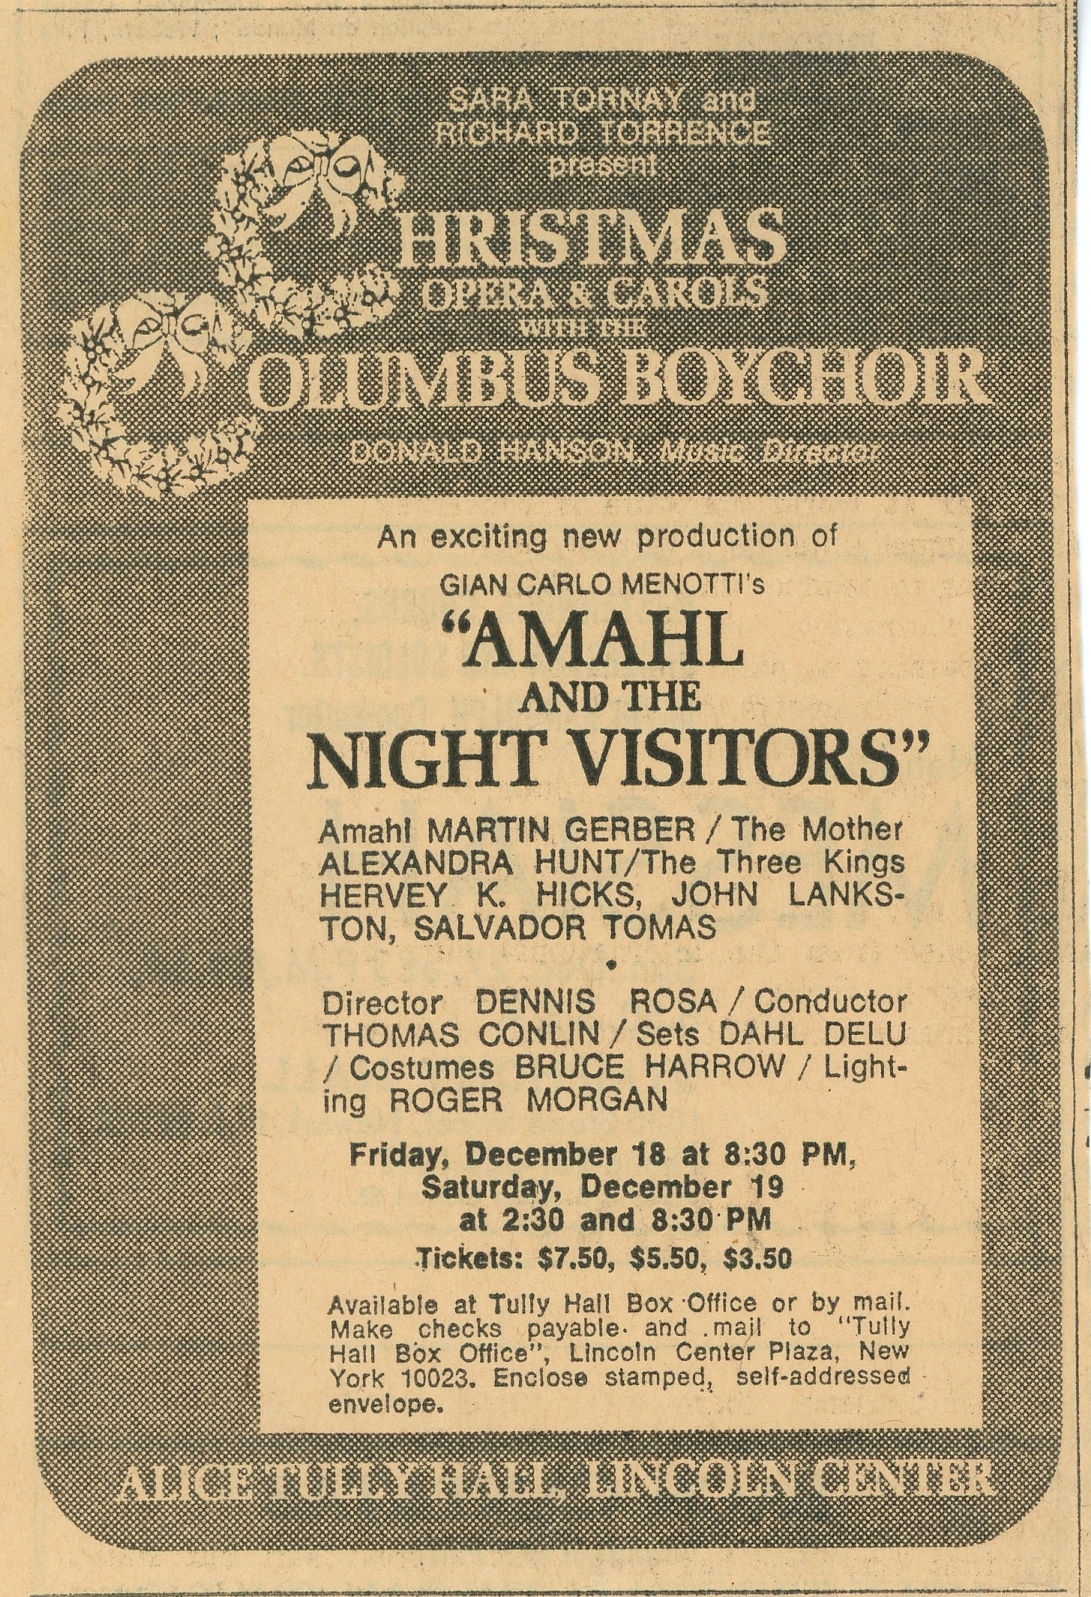 SARA TORNAY and
RICHARD TORRENCE
present
CHRISTMAS
OPERA & CAROLS
WITH THE
COLUMBUS BOYCHOIR
DONALD HANSON, Music Director
An exciting new production of
GIAN CARLO MENOTTI's
“AMAHL
AND THE
NIGHT VISITORS”
Amahl MARTIN GERBER / The Mother
ALEXANDRA HUNT/The Three Kings
HERVEY K. HICKS, JOHN LANKS-
TON, SALVADOR TOMAS
•
Director DENNIS ROSA / Conductor
THOMAS CONLIN / Sets DAHL DELU
/ Costumes BRUCE HARROW / Light-
ing ROGER MORGAN
Friday, December 18 at 8:30 PM,
Saturday, December 19
at 2:30 and 8:30 PM
Tickets: $7.50, $5.50, $3.50
Available at Tully Hall Box Office or by mail.
Make checks payable and mail to “Tully
Hall Box Office”, Lincoln Center Plaza, New
York 10023. Enclose stamped, self-addressed
envelope.
ALICE TULLY HALL, LINCOLN CENTER